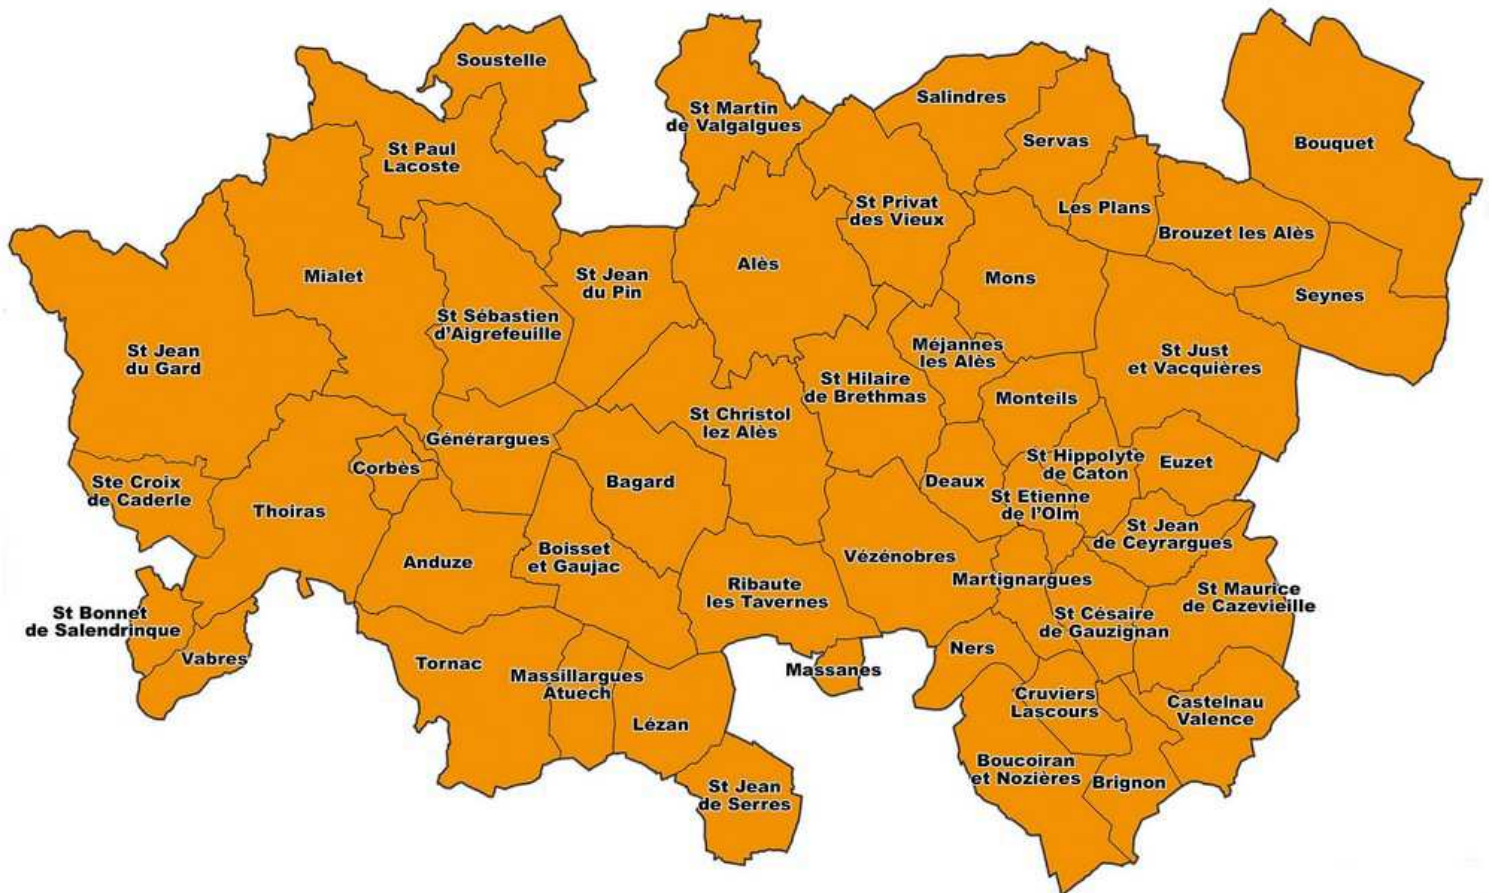 Soustelle
St Martin
de Valgalgues
Salindres
Servas
Bouquet
St Paul
Lacoste
St Privat
des Vieux
Les Plans
Brouzet les Alès
Mialet
St Jean
du Pin
Alès
Mons
Seynes
St Sébastien
d'Aigrefeuille
St Jean
du Gard
Méjannes
les Alès
St Just
et Vacquières
St Hilaire
de Brethmas
Monteils
St Christol
lez Alès
Générargues
Corbès
Ste Croix
de Caderle
Thoiras
Bagard
Deaux
St Hippolyte
de Caton
Euzet
St Etienne
de l'Olm
St Jean
de Ceyrargues
Anduze
Boisset
et Gaujac
Vézénobres
Ribaute
les Tavernes
Martignargues
St Maurice
de Cazevieille
St Bonnet
de Salendrinque
St Césaire
de Gauzignan
Vabres
Tornac
Massillargues
Atuech
Massanes
Ners
Lézan
Cruviers
Lascours
Castelnau
Valence
Boucoiran
et Nozières
Brignon
St Jean
de Serres